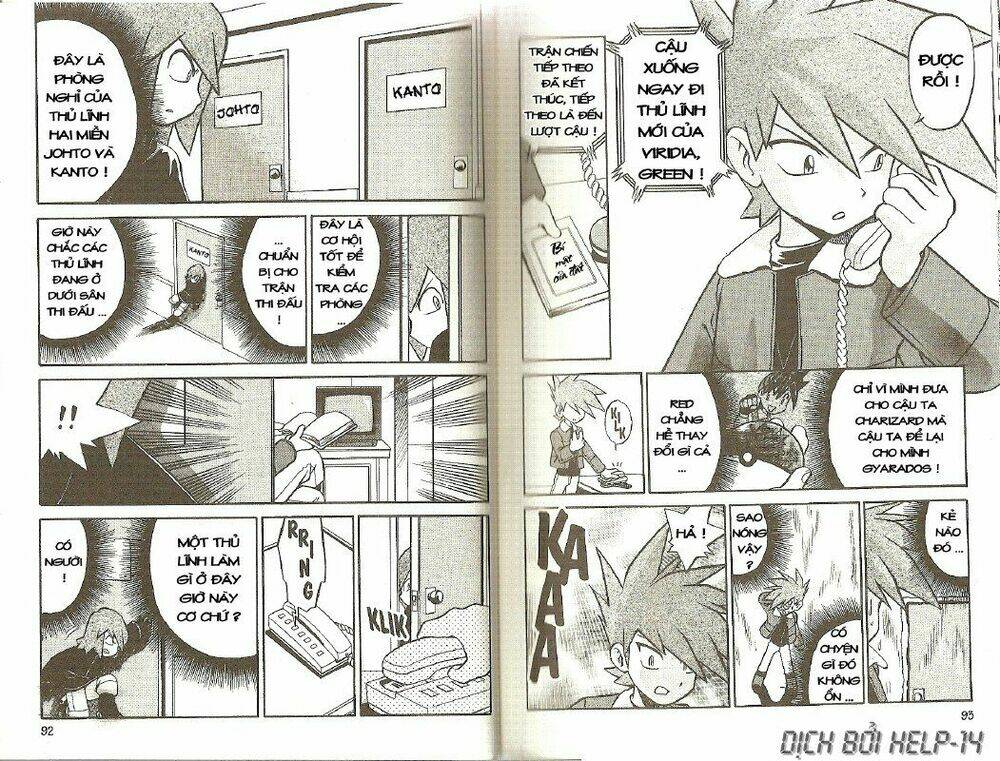 ĐÂY LÀ
PHÒNG
NGHỈ CỦA
THỦ LĨNH
HAI MIỀN
JOHTO VÀ
KANTO !
JOHTO
KANTO
GIỜ NÀY
CHẮC CÁC
THỦ LĨNH
ĐANG Ở
DƯỚI SÂN
THI ĐẤU ...
KANTO
...
CHUẨN
BỊ CHO
TRẬN
THI ĐẤU
!
ĐÂY LÀ
CƠ HỘI
TỐT ĐỂ
KIỂM
TRA CÁC
PHÒNG
...
!!
CÓ
NGƯỜI
!
MỘT THỦ
LĨNH LÀM
GÌ Ở ĐÂY
GIỜ NÀY
CƠ CHỨ ?
RRING
KLIK
92
TRẬN CHIẾN
TIẾP THEO
ĐÃ KẾT
THÚC, TIẾP
THEO LÀ ĐẾN
LƯỢT CẬU !
CẬU
XUỐNG
NGAY ĐI
THỦ LĨNH
MỚI CỦA
VIRIDIA,
GREEN !
ĐƯỢC
RỒI !
Bí
mật
KLIK
RED
CHẲNG
HỀ THAY
ĐỔI GÌ CẢ
...
CHỈ VÌ MÌNH ĐƯA
CHO CẬU TA
CHARIZARD MÀ
CẬU TA ĐỂ LẠI
CHO MÌNH
GYARADOS !
KAAAA
HẢ !
SAO
NÓNG
VẬY ?
CÓ
CHYỆN
GÌ ĐÓ
KHÔNG
ỔN ...
KẺ
NÀO
ĐÓ ...
93
DỊCH BỞI HELP-14